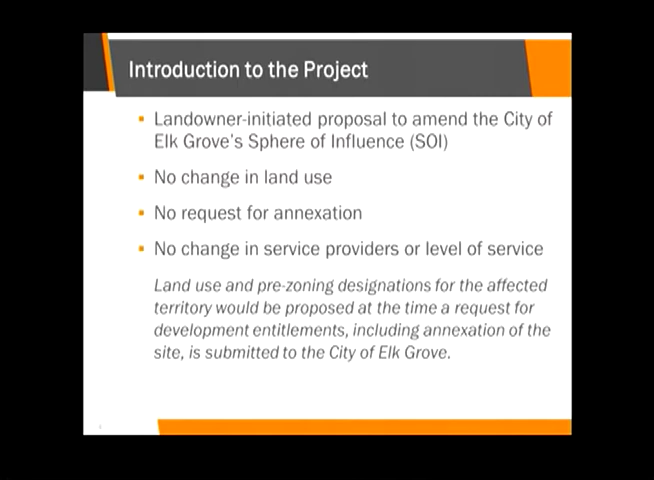 Introduction to the Project
Landowner-initiated proposal to amend the City of
Elk Grove's Sphere of Influence (SOI)
No change in land use
No request for annexation
No change in service providers or level of service
Land use and pre-zoning designations for the affected
territory would be proposed at the time a request for
development entitlements, including annexation of the
site, is submitted to the City of Elk Grove.